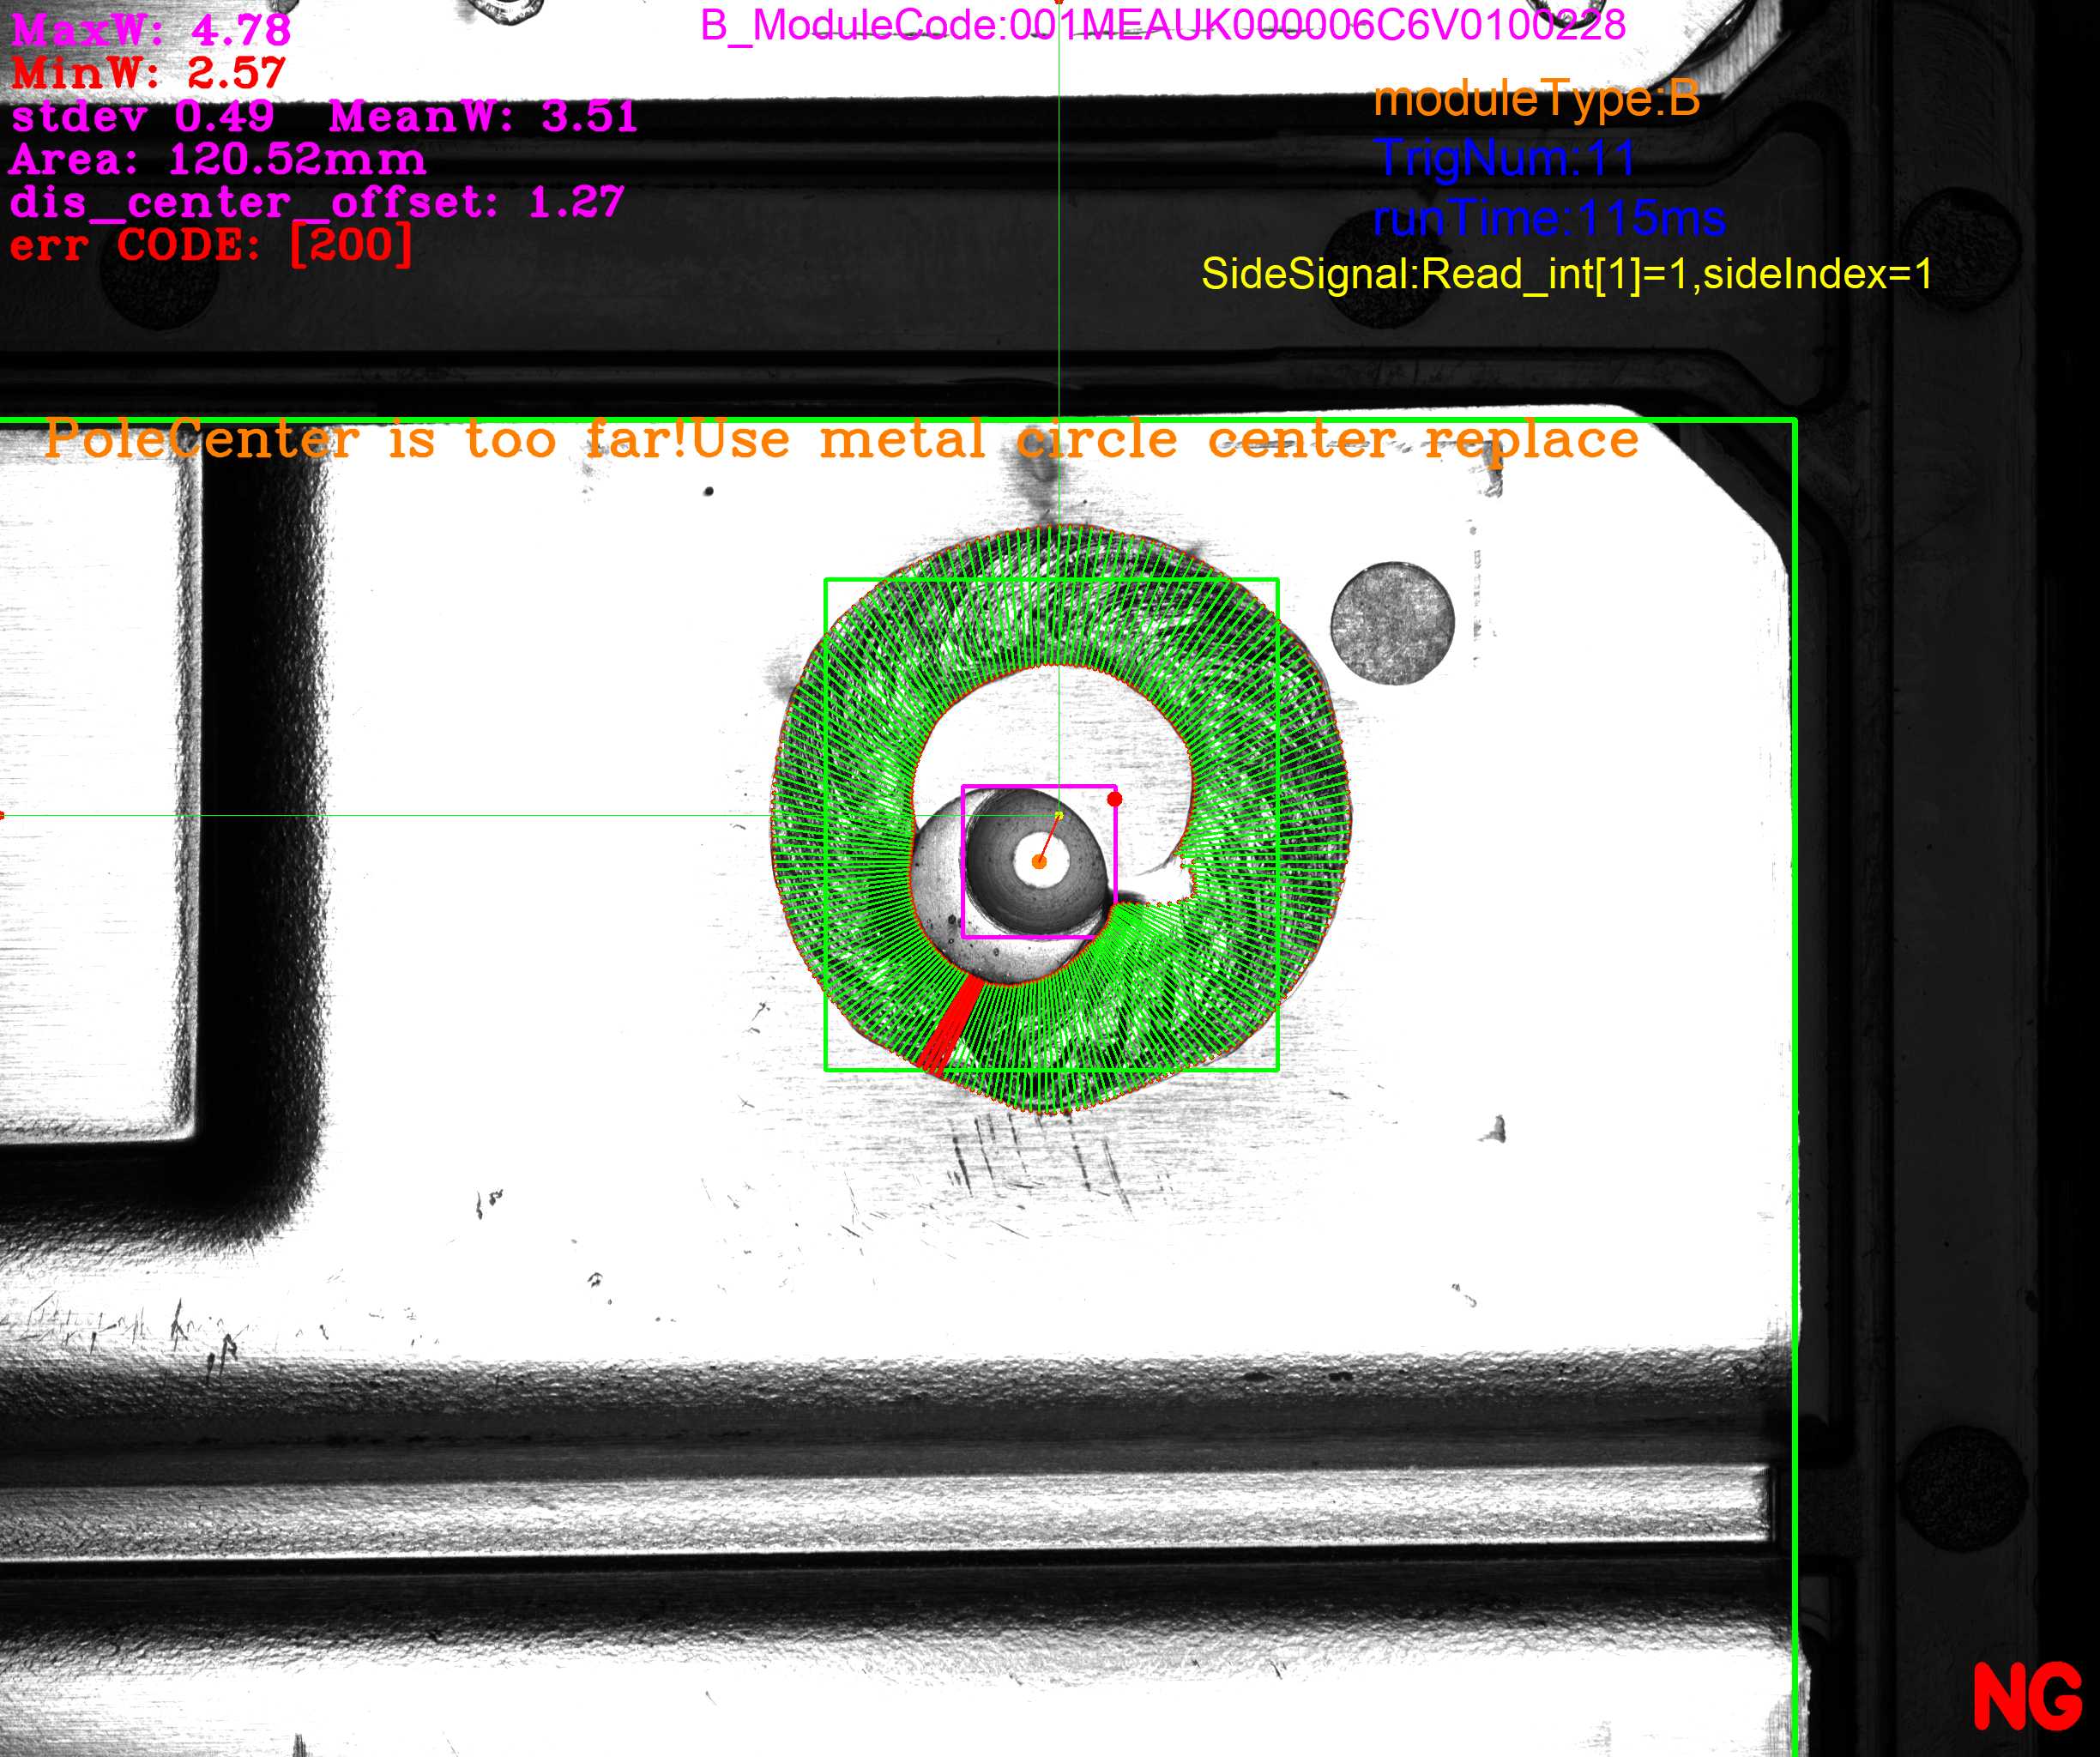 MaxW: 4.78
MinW: 2.57
stdev 0.49 MeanW: 3.51
Area: 120.52mm
dis_center_offset: 1.27
err CODE: [200]
B_ModuleCode:001MEAUK000006C6V0100228
moduleType:B
TrigNum:11
runTime:115ms
SideSignal:Read_int[1]=1,sideIndex=1
PoleCenter is too far!Use metal circle center replace
NG